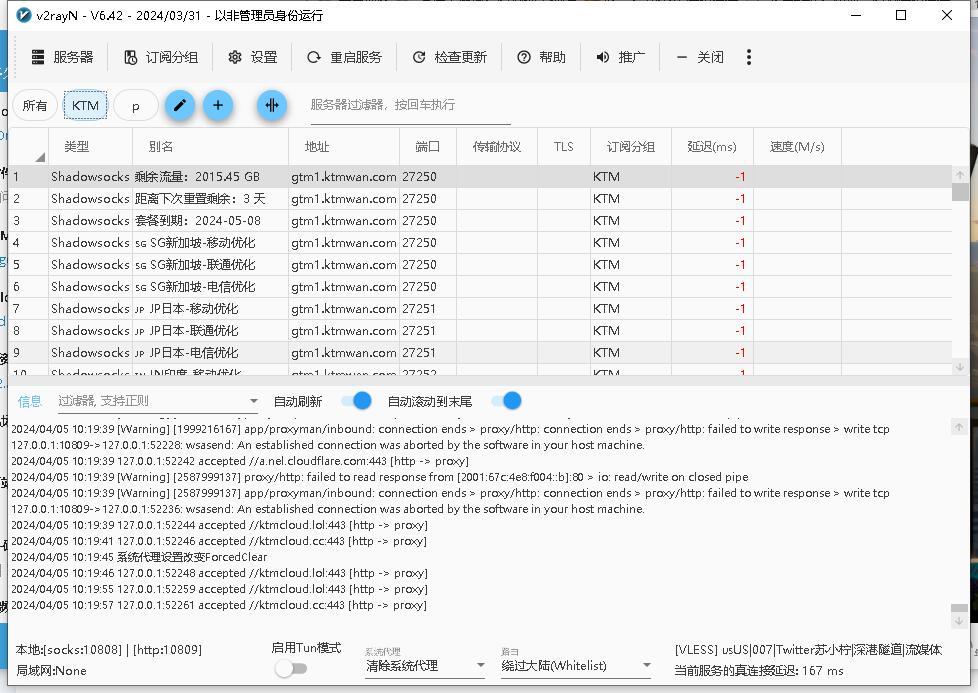 v2rayN - V6.42 - 2024/03/31 - 以非管理员身份运行
服务器 订阅分组 设置 重启服务 检查更新 帮助 推广 关闭
所有 KTM p 服务器过滤器，按回车执行
类型 别名 地址 端口 传输协议 TLS 订阅分组 延迟(ms) 速度(M/s)
1 Shadowsocks 剩余流量：2015.45 GB gtm1.ktmwan.com 27250 KTM -1
2 Shadowsocks 距离下次重置剩余：3 天 gtm1.ktmwan.com 27250 KTM -1
3 Shadowsocks 套餐到期：2024-05-08 gtm1.ktmwan.com 27250 KTM -1
4 Shadowsocks SG SG新加坡-移动优化 gtm1.ktmwan.com 27250 KTM -1
5 Shadowsocks SG SG新加坡-联通优化 gtm1.ktmwan.com 27250 KTM -1
6 Shadowsocks SG SG新加坡-电信优化 gtm1.ktmwan.com 27250 KTM -1
7 Shadowsocks JP JP日本-移动优化 gtm1.ktmwan.com 27251 KTM -1
8 Shadowsocks JP JP日本-联通优化 gtm1.ktmwan.com 27251 KTM -1
9 Shadowsocks JP JP日本-电信优化 gtm1.ktmwan.com 27251 KTM -1
10 Shadowsocks IN IN印度-移动优化 gtm1.ktmwan.com 27252 KTM -1
信息 过滤器, 支持正则 自动刷新 自动滚动到末尾
2024/04/05 10:19:39 [Warning] [1999216167] app/proxyman/inbound: connection ends > proxy/http: connection ends > proxy/http: failed to write response > write tcp
127.0.0.1:10809->127.0.0.1:52228: wsasend: An established connection was aborted by the software in your host machine.
2024/04/05 10:19:39 127.0.0.1:52242 accepted //a.nel.cloudflare.com:443 [http -> proxy]
2024/04/05 10:19:39 [Warning] [2587999137] proxy/http: failed to read response from [2001:67c:4e8:f004::b]:80 > io: read/write on closed pipe
2024/04/05 10:19:39 [Warning] [2587999137] app/proxyman/inbound: connection ends > proxy/http: connection ends > proxy/http: failed to write response > write tcp
127.0.0.1:10809->127.0.0.1:52236: wsasend: An established connection was aborted by the software in your host machine.
2024/04/05 10:19:39 127.0.0.1:52244 accepted //ktmcloud.lol:443 [http -> proxy]
2024/04/05 10:19:41 127.0.0.1:52246 accepted //ktmcloud.cc:443 [http -> proxy]
2024/04/05 10:19:45 系统代理设置改变ForcedClear
2024/04/05 10:19:46 127.0.0.1:52248 accepted //ktmcloud.lol:443 [http -> proxy]
2024/04/05 10:19:55 127.0.0.1:52259 accepted //ktmcloud.lol:443 [http -> proxy]
2024/04/05 10:19:57 127.0.0.1:52261 accepted //ktmcloud.cc:443 [http -> proxy]
本地:[socks:10808] | [http:10809] 启用Tun模式 系统代理 路由 [VLESS] usUS|007|Twitter苏小柠|深港隧道|流媒体
局域网:None 清除系统代理 绕过大陆(Whitelist) 当前服务的真连接延迟: 167 ms